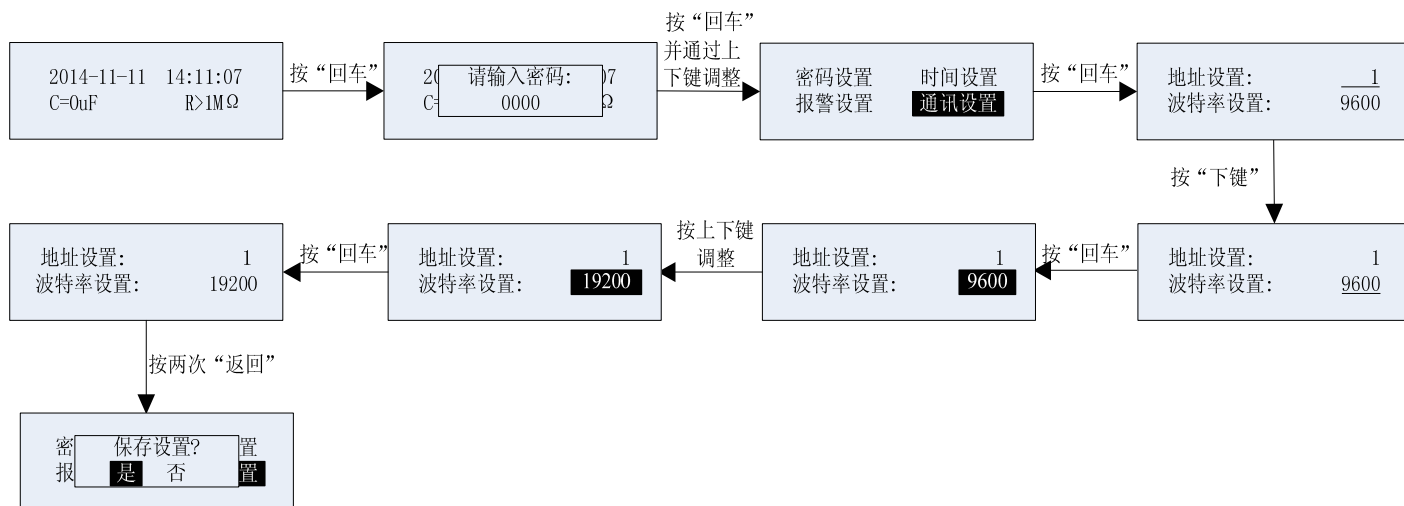 2014-11-11 14:11:07
C=0uF R>1MΩ
按“回车”
20 07
请输入密码:
C= Ω
0000
按“回车”
并通过上
下键调整
密码设置 时间设置
报警设置 通讯设置
按“回车”
地址设置: 1
波特率设置: 9600
按“下键”
地址设置: 1
波特率设置: 9600
按“回车”
地址设置: 1
波特率设置: 9600
按上下键
调整
地址设置: 1
波特率设置: 19200
按“回车”
地址设置: 1
波特率设置: 19200
按两次“返回”
密 保存设置? 置
报 是 否 置